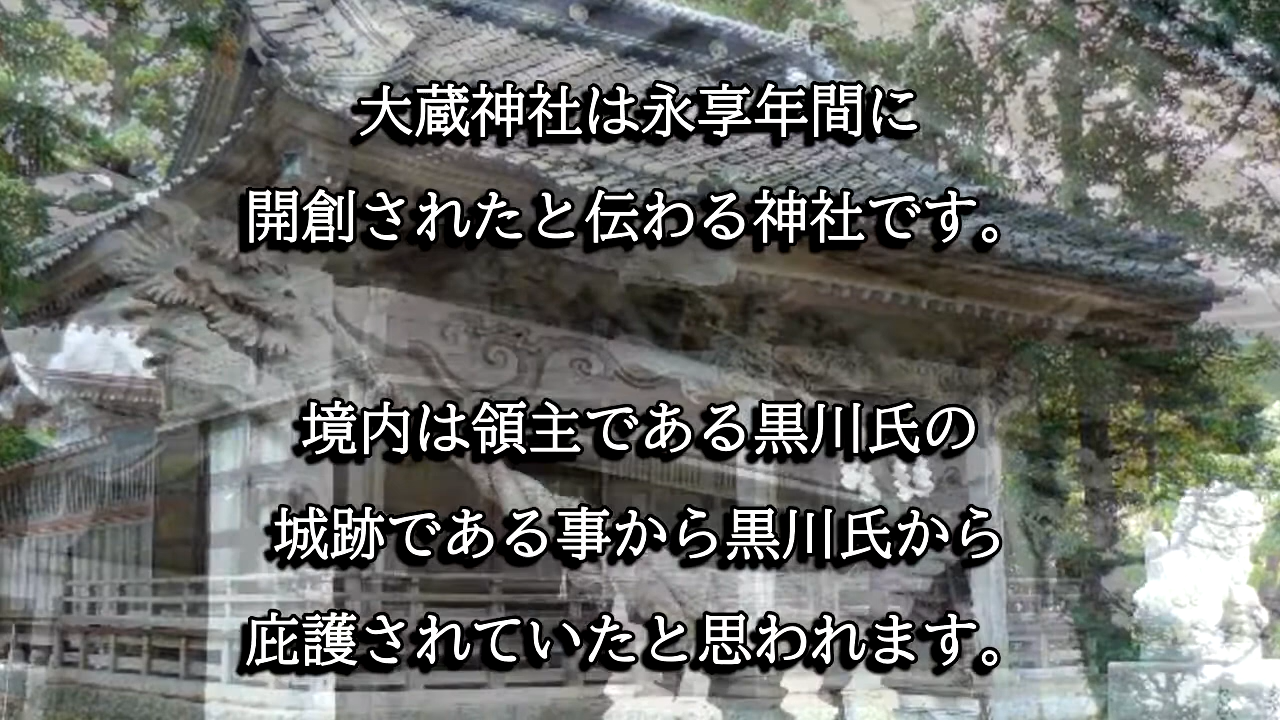 大蔵神社は永享年間に
開創されたと伝わる神社です。
境内は領主である黒川氏の
城跡である事から黒川氏から
庇護されていたと思われます。